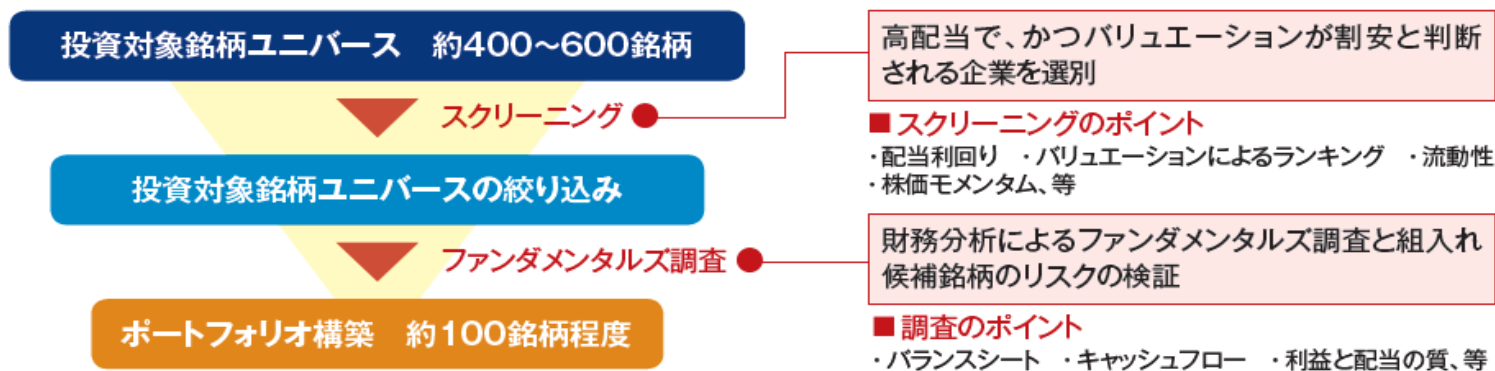 投資対象銘柄ユニバース　約400〜600銘柄
スクリーニング
投資対象銘柄ユニバースの絞り込み
ファンダメンタルズ調査
ポートフォリオ構築　約100銘柄程度
高配当で、かつバリュエーションが割安と判断
される企業を選別
■ スクリーニングのポイント
・配当利回り　・バリュエーションによるランキング　・流動性
・株価モメンタム、等
財務分析によるファンダメンタルズ調査と組入れ
候補銘柄のリスクの検証
■ 調査のポイント
・バランスシート　・キャッシュフロー　・利益と配当の質、等